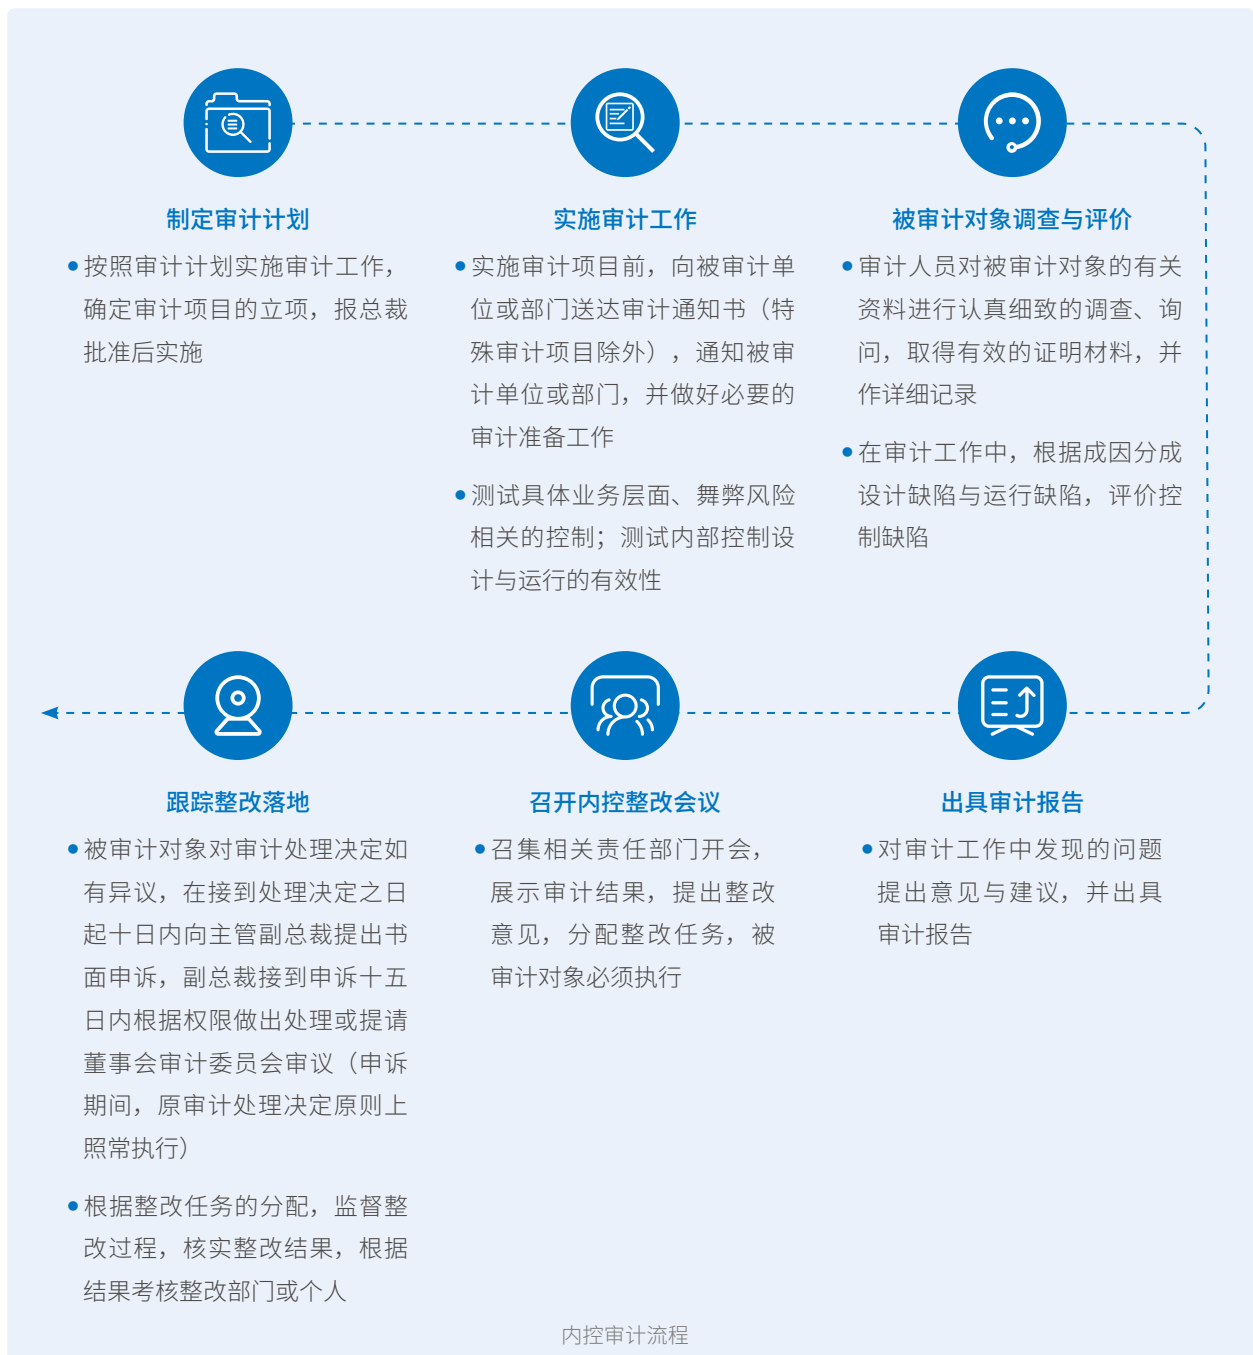 制定审计计划
按照审计计划实施审计工作，
确定审计项目的立项，报总裁
批准后实施
实施审计工作
实施审计项目前，向被审计单
位或部门送达审计通知书（特
殊审计项目除外），通知被审
计单位或部门，并做好必要的
审计准备工作
测试具体业务层面、舞弊风险
相关的控制；测试内部控制设
计与运行的有效性
被审计对象调查与评价
审计人员对被审计对象的有关
资料进行认真细致的调查、询
问，取得有效的证明材料，并
作详细记录
在审计工作中，根据成因分成
设计缺陷与运行缺陷，评价控
制缺陷
出具审计报告
对审计工作中发现的问题
提出意见与建议，并出具
审计报告
召开内控整改会议
召集相关责任部门开会，
展示审计结果，提出整改
意见，分配整改任务，被
审计对象必须执行
跟踪整改落地
被审计对象对审计处理决定如
有异议，在接到处理决定之日
起十日内向主管副总裁提出书
面申诉，副总裁接到申诉十五
日内根据权限做出处理或提请
董事会审计委员会审议（申诉
期间，原审计处理决定原则上
照常执行）
根据整改任务的分配，监督整
改过程，核实整改结果，根据
结果考核整改部门或个人
内控审计流程